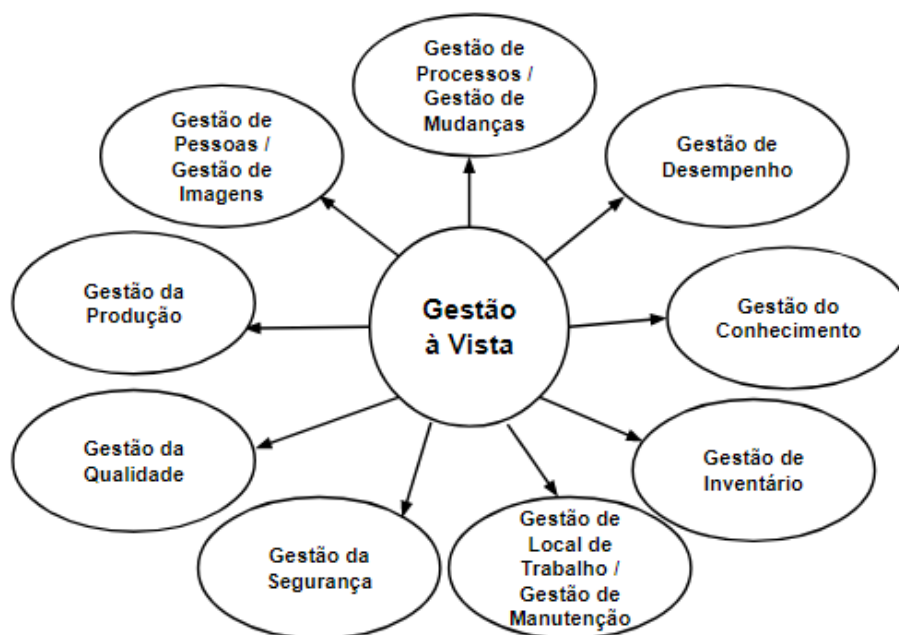 Gestão de
Processos /
Gestão de
Mudanças
Gestão de
Pessoas /
Gestão de
Imagens
Gestão de
Desempenho
Gestão da
Produção
Gestão
à Vista
Gestão do
Conhecimento
Gestão da
Qualidade
Gestão de
Inventário
Gestão da
Segurança
Gestão de
Local de
Trabalho /
Gestão de
Manutenção